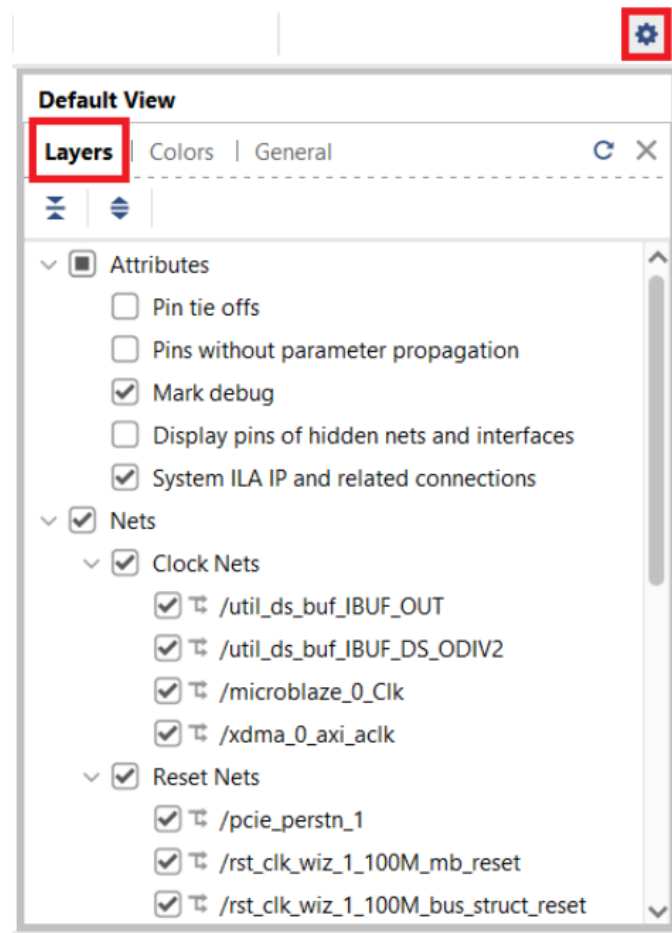 Default View
Layers | Colors | General
Attributes
Pin tie offs
Pins without parameter propagation
Mark debug
Display pins of hidden nets and interfaces
System ILA IP and related connections
Nets
Clock Nets
/util_ds_buf_IBUF_OUT
/util_ds_buf_IBUF_DS_ODIV2
/microblaze_0_Clk
/xdma_0_axi_aclk
Reset Nets
/pcie_perstn_1
/rst_clk_wiz_1_100M_mb_reset
/rst_clk_wiz_1_100M_bus_struct_reset